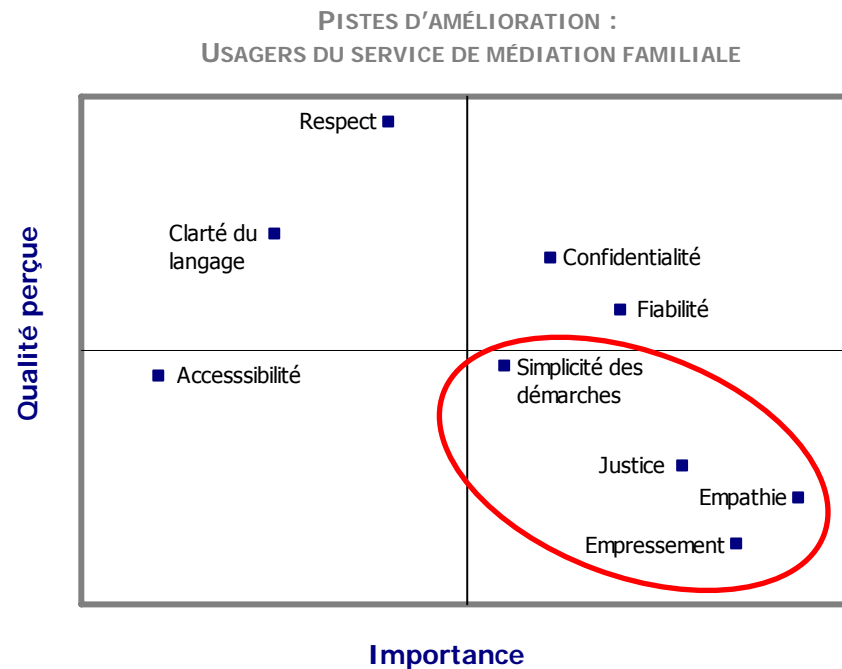 PISTES D'AMÉLIORATION :
USAGERS DU SERVICE DE MÉDIATION FAMILIALE
Respect
Clarté du
langage
Confidentialité
Fiabilité
Accesssibilité
Simplicité des
démarches
Justice
Empathie
Empressement
Qualité perçue
Importance